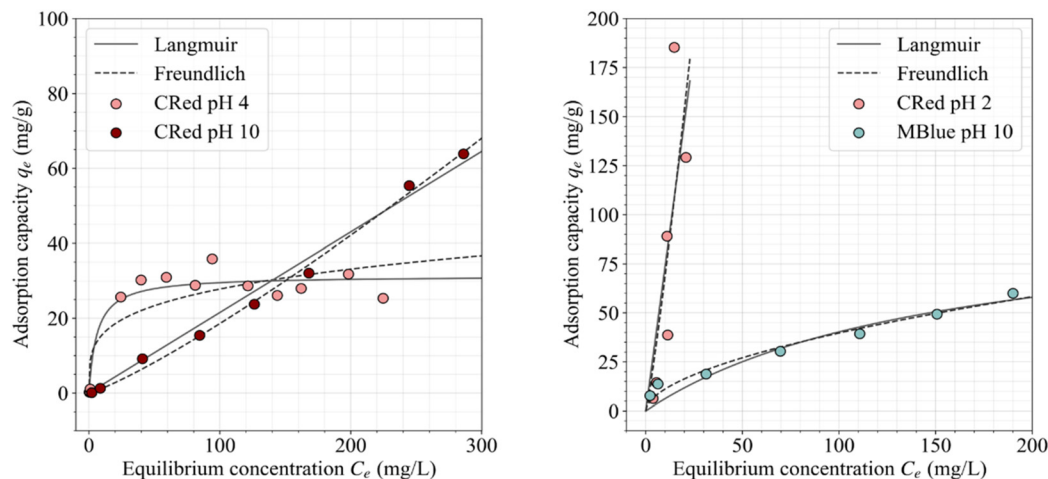 100
80
60
40
20
0
Adsorption capacity qₑ (mg/g)
Langmuir
Freundlich
CRed pH 4
CRed pH 10
0
100
200
300
Equilibrium concentration Cₑ (mg/L)
200
175
150
125
100
75
50
25
0
Adsorption capacity qₑ (mg/g)
Langmuir
Freundlich
CRed pH 2
MBlue pH 10
0
50
100
150
200
Equilibrium concentration Cₑ (mg/L)